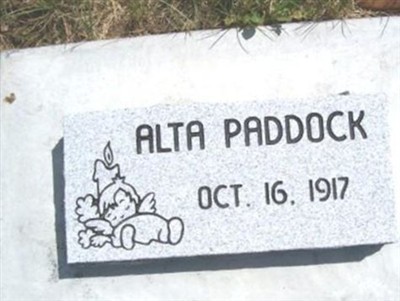 ALTA PADDOCK
OCT. 16. 1917